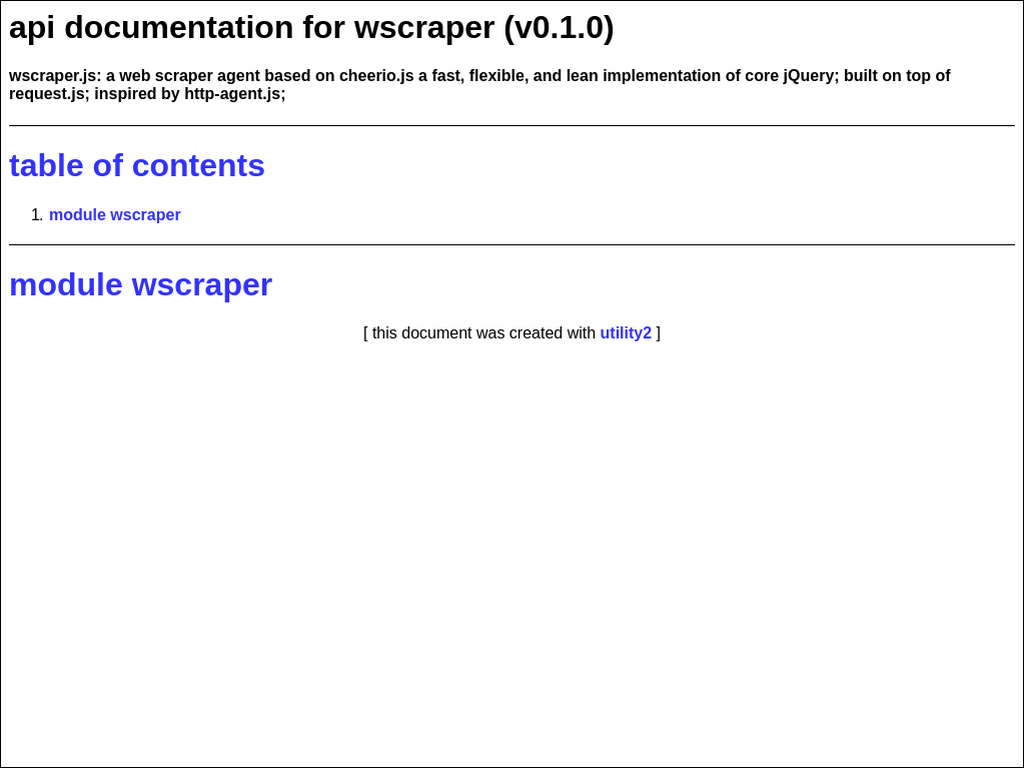 api documentation for wscraper (v0.1.0)
wscraper.js: a web scraper agent based on cheerio.js a fast, flexible, and lean implementation of core jQuery; built on top of
request.js; inspired by http-agent.js;
table of contents
1. module wscraper
module wscraper
[ this document was created with utility2 ]